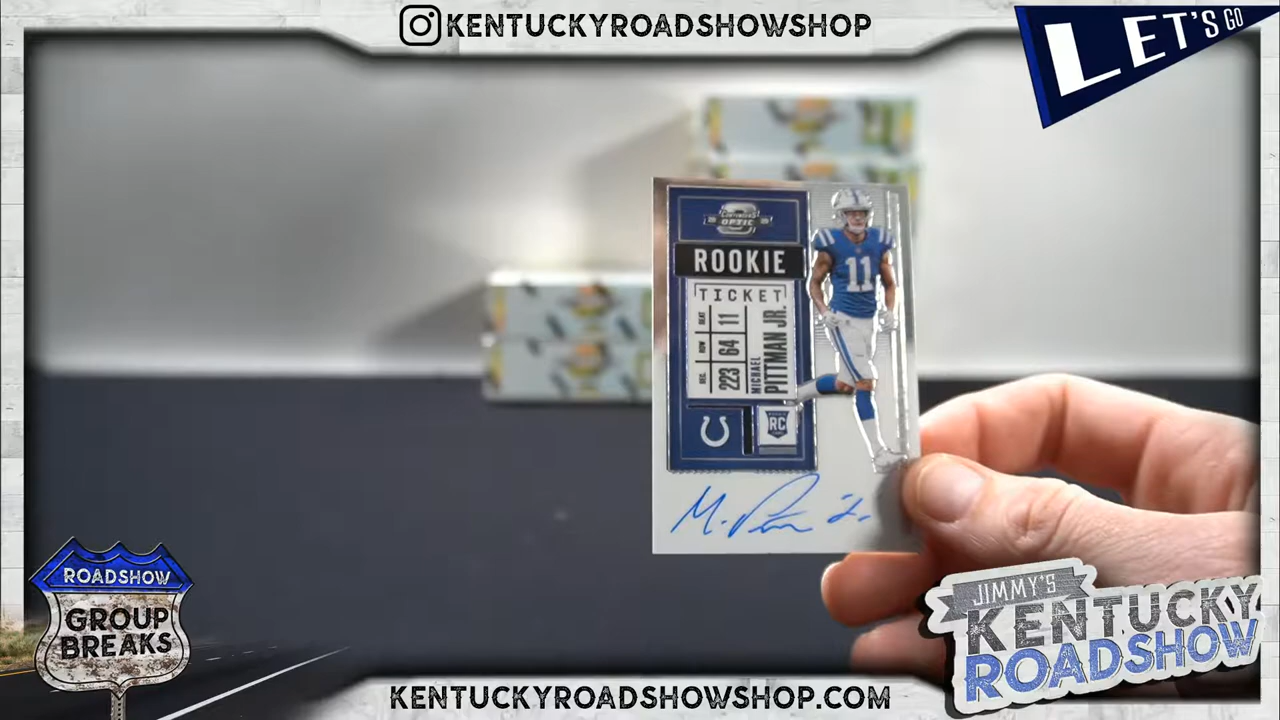 KENTUCKYROADSHOWSHOP
LET'S GO
CONTENDERS
OPTIC
ROOKIE
TICKET
SEAT 11
ROW 64
SEC. 223
MICHAEL
PITTMAN JR.
11
RC
M. P
ROADSHOW
GROUP
BREAKS
JIMMY'S
KENTUCKY
ROADSHOW
KENTUCKYROADSHOWSHOP.COM